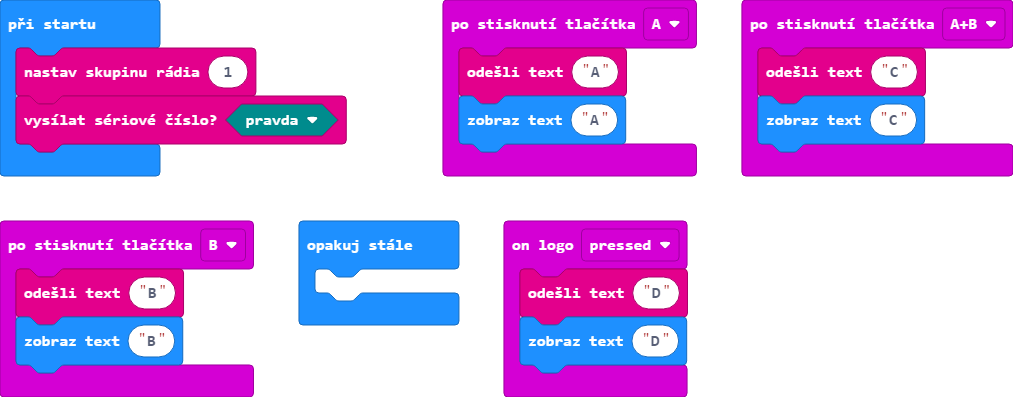 při startu
nastav skupinu rádia 1
vysílat sériové číslo? pravda
po stisknutí tlačítka A
odešli text "A"
zobraz text "A"
po stisknutí tlačítka A+B
odešli text "C"
zobraz text "C"
po stisknutí tlačítka B
odešli text "B"
zobraz text "B"
opakuj stále
on logo pressed
odešli text "D"
zobraz text "D"